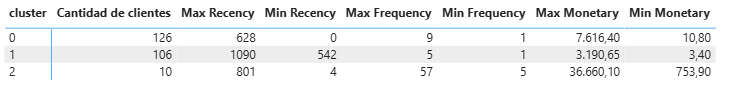 cluster Cantidad de clientes Max Recency Min Recency Max Frequency Min Frequency Max Monetary Min Monetary
0 126 628 0 9 1 7.616,40 10,80
1 106 1090 542 5 1 3.190,65 3,40
2 10 801 4 57 5 36.660,10 753,90